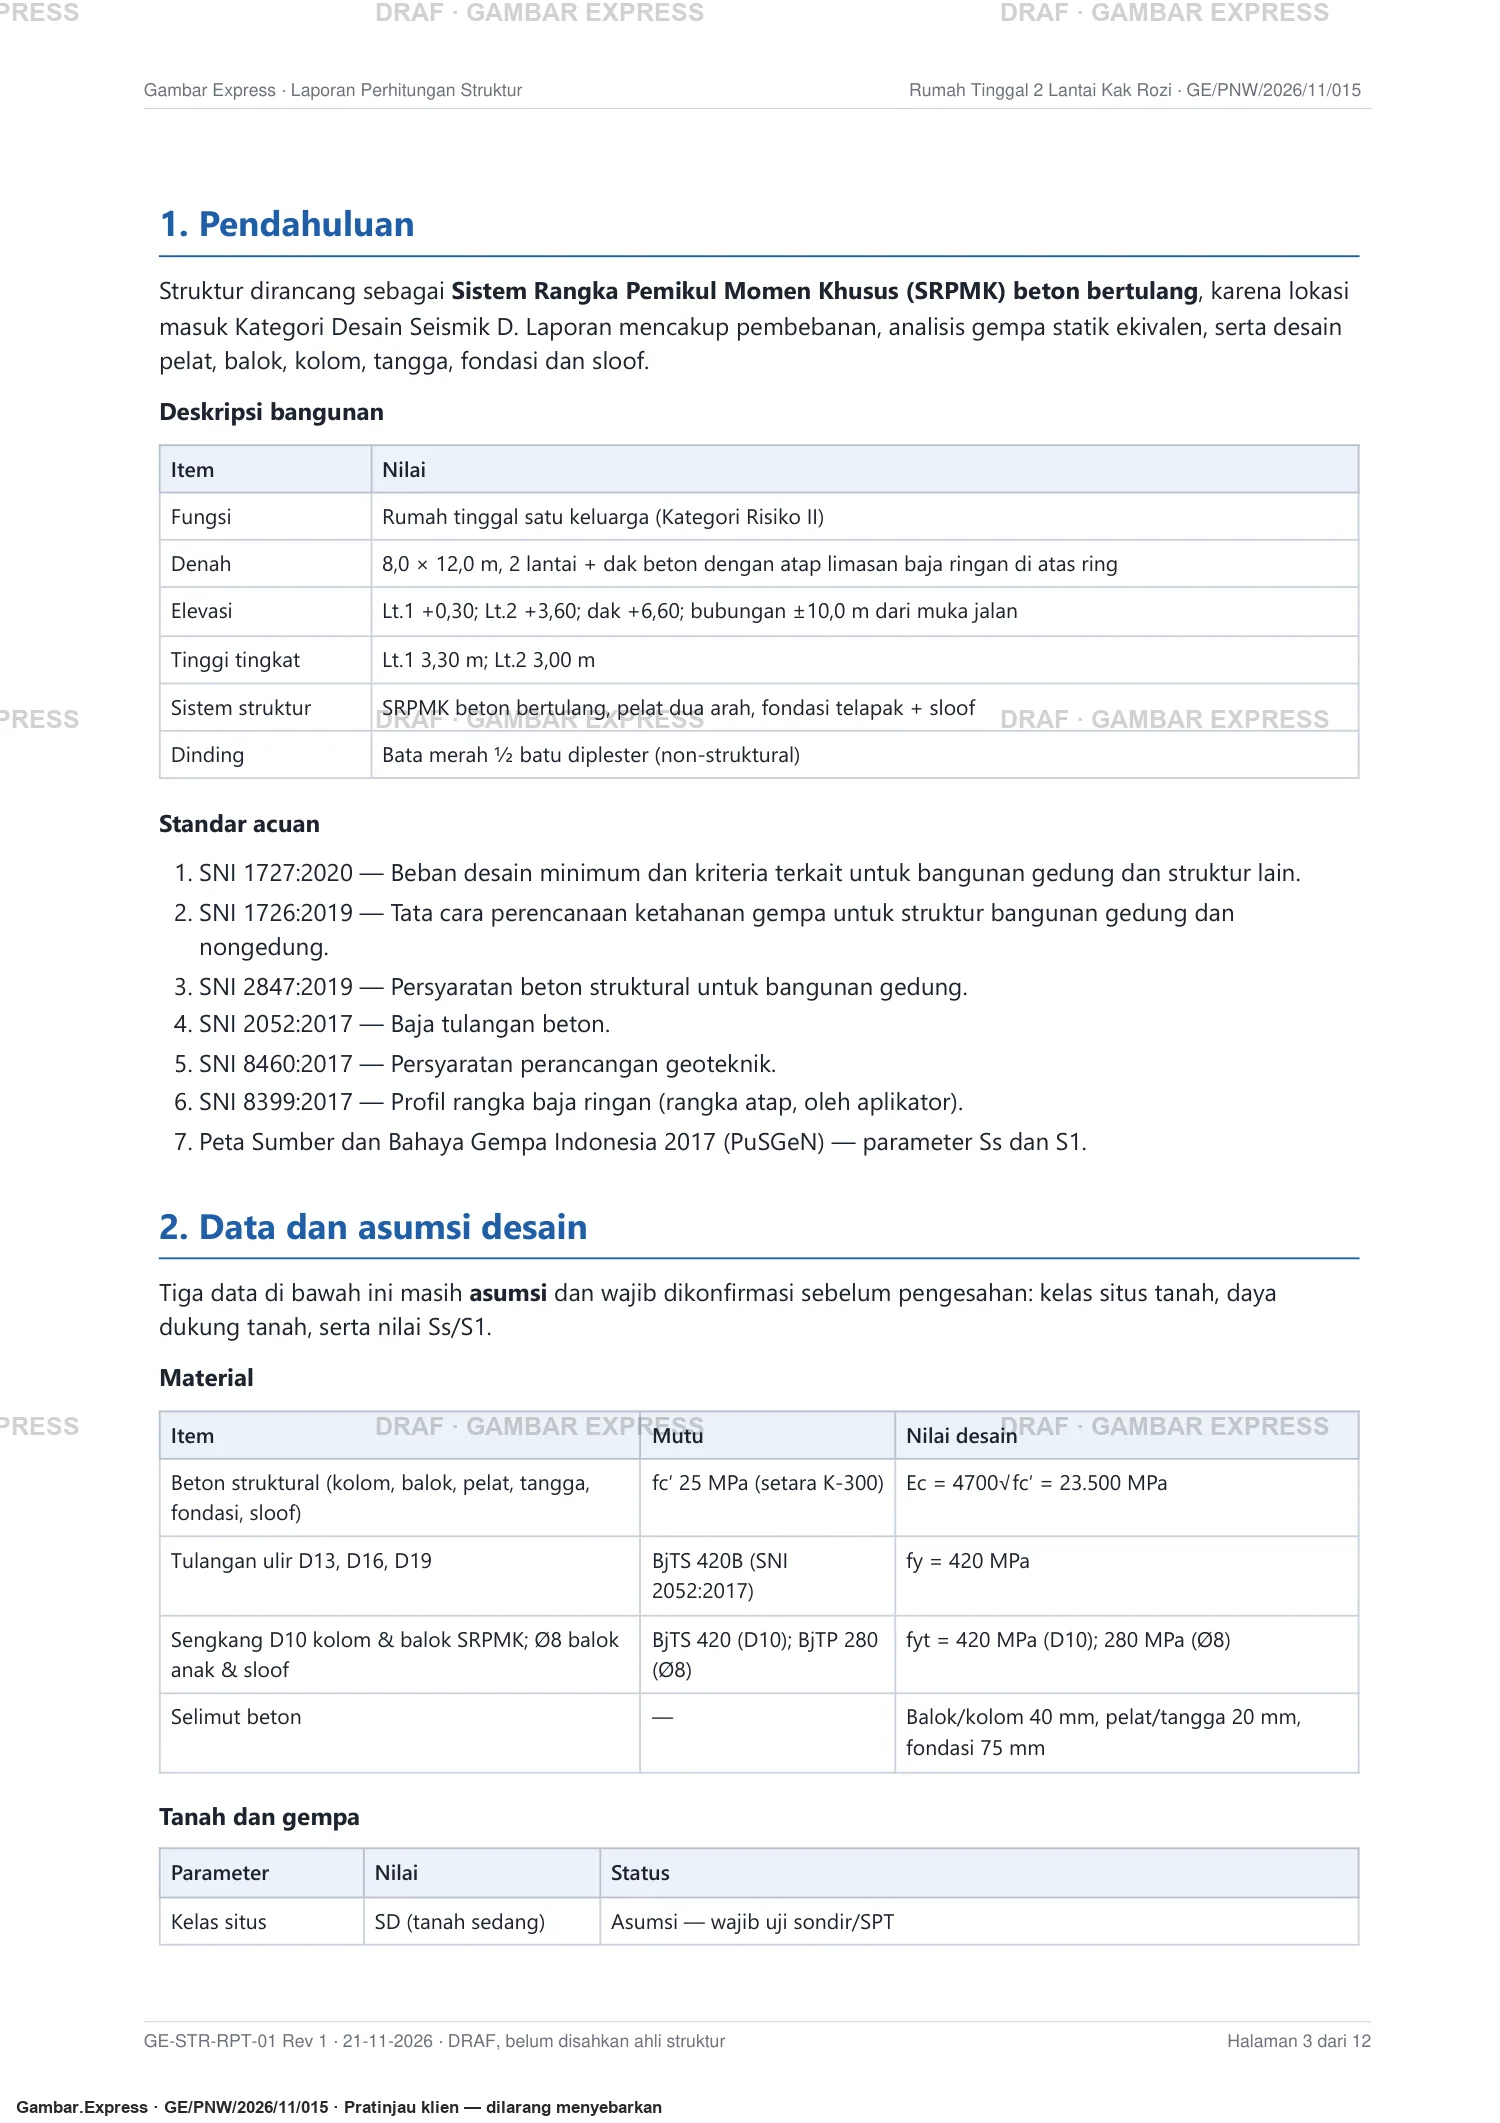 PRESS DRAF · GAMBAR EXPRESS DRAF · GAMBAR EXPRESS
Gambar Express · Laporan Perhitungan Struktur
Rumah Tinggal 2 Lantai Kak Rozi · GE/PNW/2026/11/015
1. Pendahuluan
Struktur dirancang sebagai Sistem Rangka Pemikul Momen Khusus (SRPMK) beton bertulang, karena lokasi
masuk Kategori Desain Seismik D. Laporan mencakup pembebanan, analisis gempa statik ekivalen, serta desain
pelat, balok, kolom, tangga, fondasi dan sloof.
Deskripsi bangunan
Item Nilai
Fungsi Rumah tinggal satu keluarga (Kategori Risiko II)
Denah 8,0 × 12,0 m, 2 lantai + dak beton dengan atap limasan baja ringan di atas ring
Elevasi Lt.1 +0,30; Lt.2 +3,60; dak +6,60; bubungan ±10,0 m dari muka jalan
Tinggi tingkat Lt.1 3,30 m; Lt.2 3,00 m
Sistem struktur SRPMK beton bertulang, pelat dua arah, fondasi telapak + sloof
PRESS DRAF · GAMBAR EXPRESS DRAF · GAMBAR EXPRESS
Dinding Bata merah ½ batu diplester (non-struktural)
Standar acuan
1. SNI 1727:2020 — Beban desain minimum dan kriteria terkait untuk bangunan gedung dan struktur lain.
2. SNI 1726:2019 — Tata cara perencanaan ketahanan gempa untuk struktur bangunan gedung dan
nongedung.
3. SNI 2847:2019 — Persyaratan beton struktural untuk bangunan gedung.
4. SNI 2052:2017 — Baja tulangan beton.
5. SNI 8460:2017 — Persyaratan perancangan geoteknik.
6. SNI 8399:2017 — Profil rangka baja ringan (rangka atap, oleh aplikator).
7. Peta Sumber dan Bahaya Gempa Indonesia 2017 (PuSGeN) — parameter Ss dan S1.
2. Data dan asumsi desain
Tiga data di bawah ini masih asumsi dan wajib dikonfirmasi sebelum pengesahan: kelas situs tanah, daya
dukung tanah, serta nilai Ss/S1.
Material
PRESS DRAF · GAMBAR EXPRESS DRAF · GAMBAR EXPRESS
Item Mutu Nilai desain
Beton struktural (kolom, balok, pelat, tangga, fc’ 25 MPa (setara K-300) Ec = 4700√fc’ = 23.500 MPa
fondasi, sloof)
Tulangan ulir D13, D16, D19 BjTS 420B (SNI fy = 420 MPa
2052:2017)
Sengkang D10 kolom & balok SRPMK; Ø8 balok BjTS 420 (D10); BjTP 280 fyt = 420 MPa (D10); 280 MPa (Ø8)
anak & sloof (Ø8)
Selimut beton — Balok/kolom 40 mm, pelat/tangga 20 mm,
fondasi 75 mm
Tanah dan gempa
Parameter Nilai Status
Kelas situs SD (tanah sedang) Asumsi — wajib uji sondir/SPT
GE-STR-RPT-01 Rev 1 · 21-11-2026 · DRAF, belum disahkan ahli struktur
Halaman 3 dari 12
Gambar.Express · GE/PNW/2026/11/015 · Pratinjau klien — dilarang menyebarkan